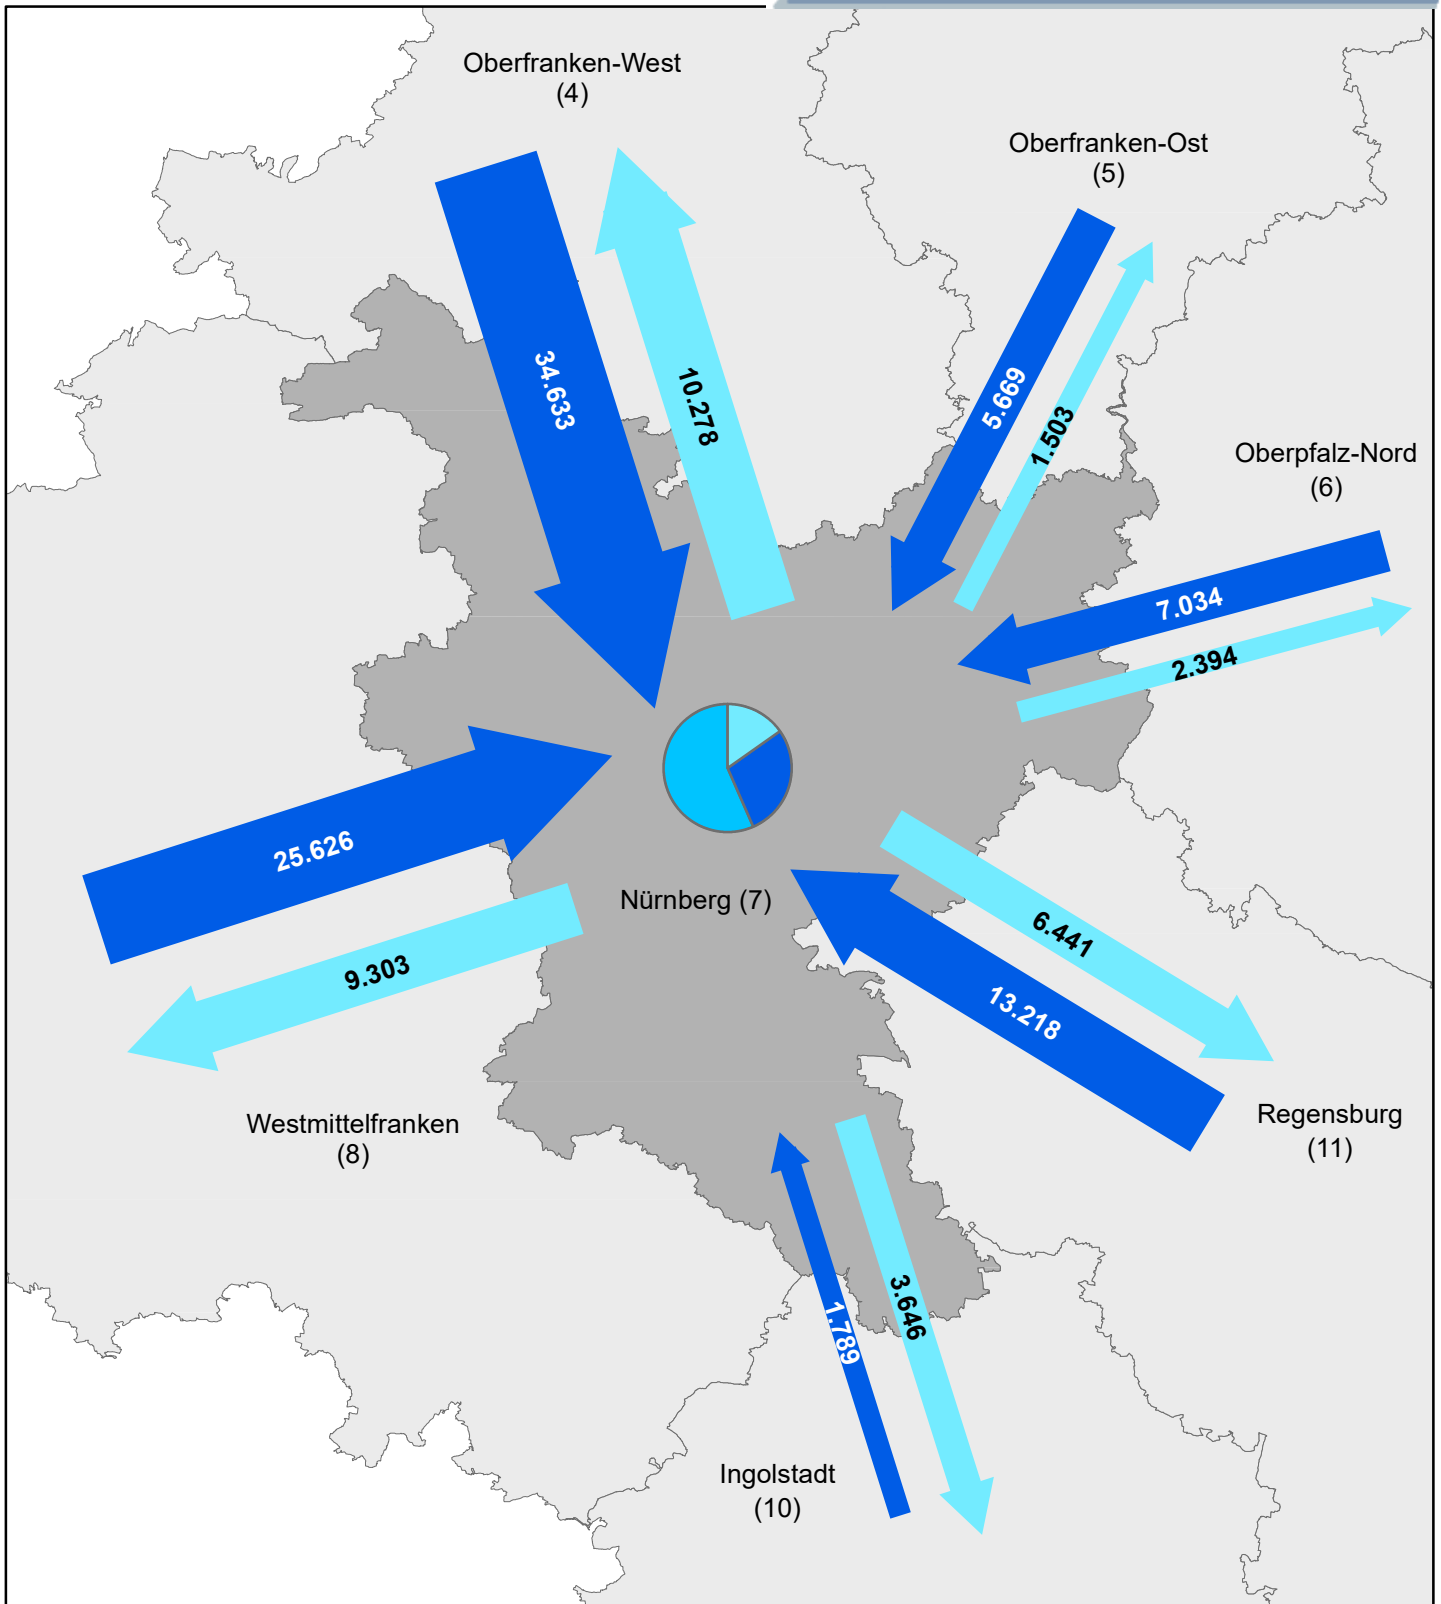 Oberfranken-West
(4)
Oberfranken-Ost
(5)
34.633
10.278
5.669
1.503
Oberpfalz-Nord
(6)
7.034
2.394
25.626
Nürnberg (7)
9.303
6.441
13.218
Westmittelfranken
(8)
Regensburg
(11)
1.789
3.646
Ingolstadt
(10)